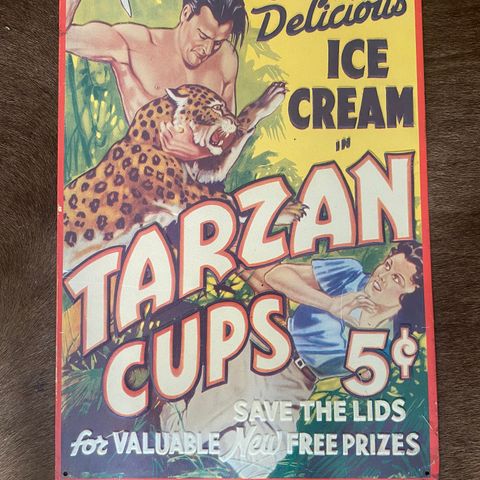 Delicious
ICE
CREAM
IN
TARZAN
CUPS
5¢
SAVE THE LIDS
for VALUABLE New FREE PRIZES